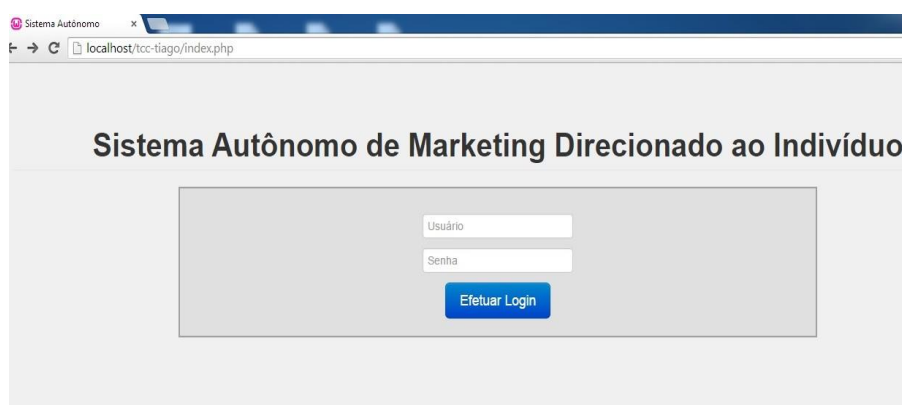 Sistema Autônomo
localhost/tcc-tiago/index.php
Sistema Autônomo de Marketing Direcionado ao Indivíduo
Usuário
Senha
Efetuar Login